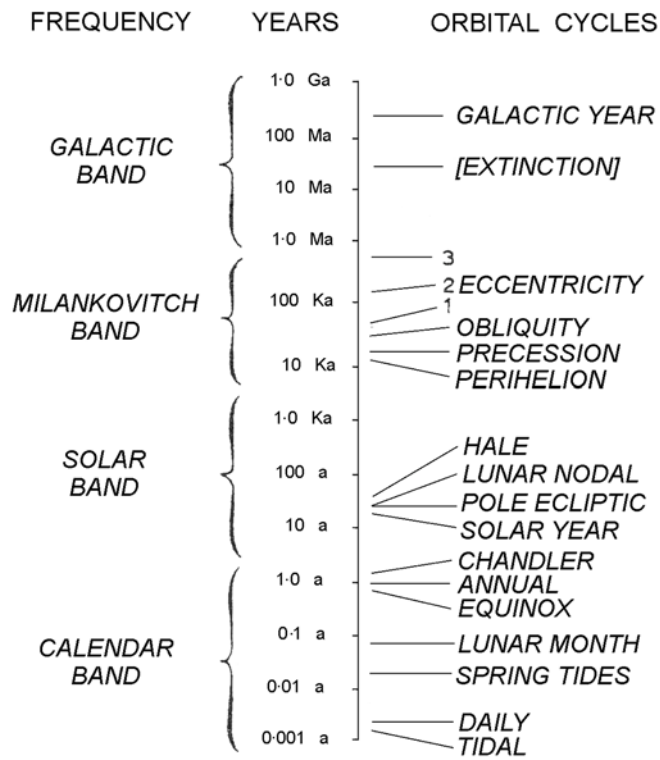 FREQUENCY YEARS ORBITAL CYCLES
1·0 Ga
GALACTIC YEAR
100 Ma
GALACTIC
BAND
[EXTINCTION]
10 Ma
1·0 Ma
3
2 ECCENTRICITY
MILANKOVITCH
BAND
100 Ka
1
OBLIQUITY
PRECESSION
10 Ka
PERIHELION
1·0 Ka
HALE
SOLAR
BAND
100 a
LUNAR NODAL
POLE ECLIPTIC
10 a
SOLAR YEAR
CHANDLER
1·0 a
ANNUAL
EQUINOX
0·1 a
LUNAR MONTH
CALENDAR
BAND
SPRING TIDES
0·01 a
DAILY
0·001 a
TIDAL